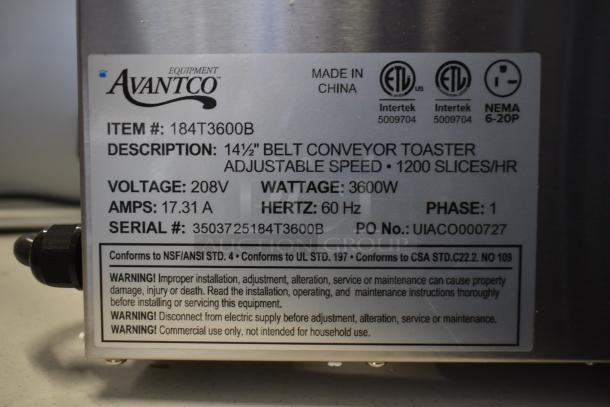 EQUIPMENT
AVANTCO
MADE IN
CHINA
ETL US
ETL
Intertek
5009704
Intertek
5009704
NEMA
6-20P
ITEM #: 184T3600B
DESCRIPTION: 14½" BELT CONVEYOR TOASTER
ADJUSTABLE SPEED • 1200 SLICES/HR
VOLTAGE: 208V WATTAGE: 3600W
AMPS: 17.31 A HERTZ: 60 Hz PHASE: 1
SERIAL #: 3503725184T3600B PO No.: UIACO000727
AUCTION GROUP
Conforms to NSF/ANSI STD. 4 • Conforms to UL STD. 197 • Conforms to CSA STD.C22.2. NO 109
WARNING! Improper installation, adjustment, alteration, service or maintenance can cause property
damage, injury or death. Read the installation, operating, and maintenance instructions thoroughly
before installing or servicing this equipment.
WARNING! Disconnect from electric supply before adjustment, alteration, service or maintenance.
WARNING! Commercial use only, not intended for household use.